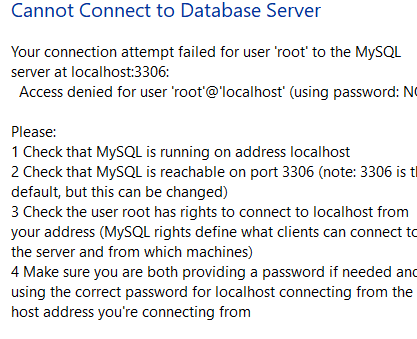 Cannot Connect to Database Server
Your connection attempt failed for user 'root' to the MySQL
server at localhost:3306:
Access denied for user 'root'@'localhost' (using password:
Please:
1 Check that MySQL is running on address localhost
2 Check that MySQL is reachable on port 3306 (note: 3306 is
default, but this can be changed)
3 Check the user root has rights to connect to localhost from
your address (MySQL rights define what clients can connect to
the server and from which machines)
4 Make sure you are both providing a password if needed and
using the correct password for localhost connecting from the
host address you're connecting from